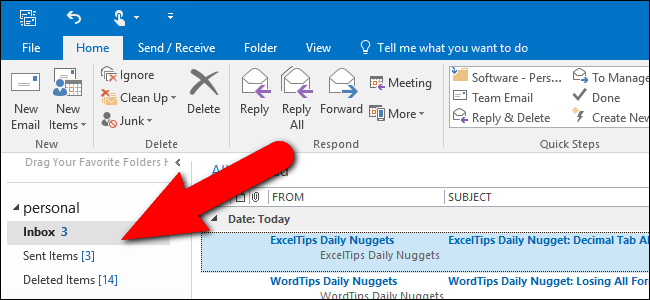 File Home Send / Receive Folder View Tell me what you want to do
New Email
New Items
Ignore
Clean Up
Junk
Delete
Delete
Reply
Reply All
Forward
Meeting
More
Respond
Software - Pers...
Team Email
Reply & Delete
To Manage
Done
Create New
Quick Steps
Drag Your Favorite Folders
personal
Inbox 3
Sent Items [3]
Deleted Items [14]
FROM SUBJECT
Date: Today
ExcelTips Daily Nuggets ExcelTips Daily Nugget: Decimal Tab Al
ExcelTips Daily Nuggets
WordTips Daily Nuggets WordTips Daily Nugget: Losing All For
WordTips Daily Nuggets